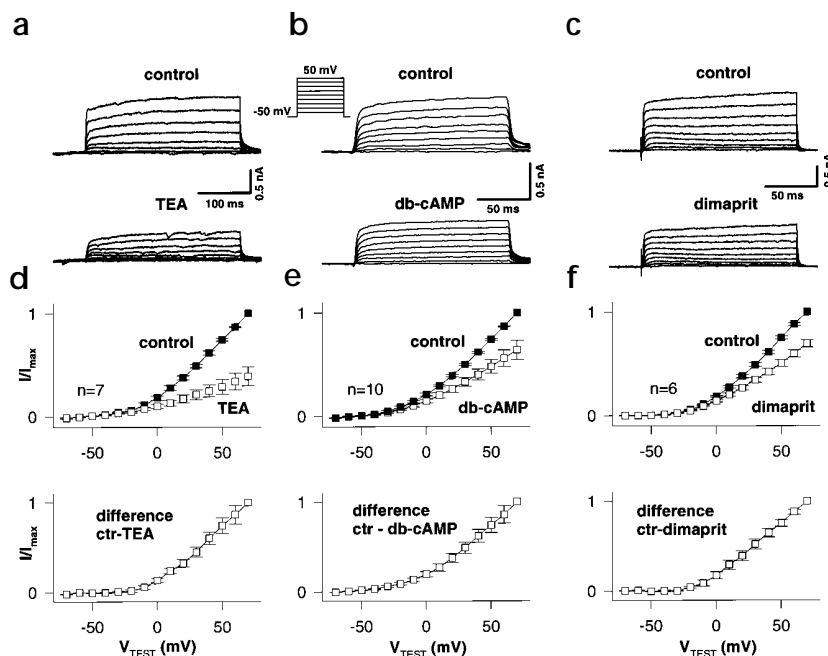 a
b
c
control
50 mV
-50 mV
control
control
TEA
100 ms
0.5 nA
db-cAMP
50 ms
0.5 nA
dimaprit
50 ms
0.5 nA
d
e
f
1
0
I/Imax
control
n=7
TEA
-50 0 50
1
0
control
n=10
db-cAMP
-50 0 50
1
0
control
n=6
dimaprit
-50 0 50
1
0
I/Imax
difference
ctr-TEA
-50 0 50
VTEST (mV)
1
0
difference
ctr - db-cAMP
-50 0 50
VTEST (mV)
1
0
difference
ctr-dimaprit
-50 0 50
VTEST (mV)